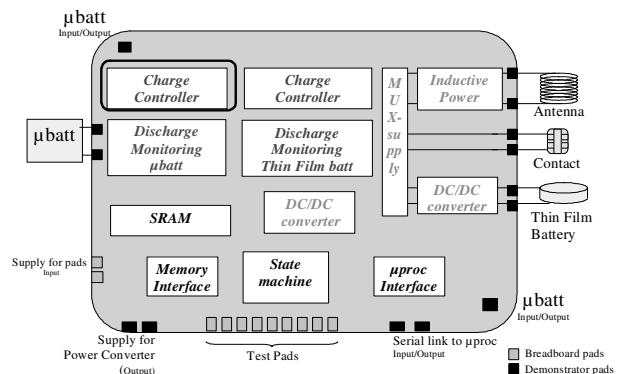 µbatt
Input/Output
Charge
Controller
Charge
Controller
M
U
X-
su
pp
ly
Inductive
Power
Antenna
µbatt
Discharge
Monitoring
µbatt
Discharge
Monitoring
Thin Film batt
Contact
SRAM
DC/DC
converter
DC/DC
converter
Thin Film
Battery
Supply for pads
Input
Memory
Interface
State
machine
µproc
Interface
µbatt
Input/Output
Supply for
Power Converter
(Output)
Test Pads
Serial link to µproc
Input/Output
Breadboard pads
Demonstrator pads